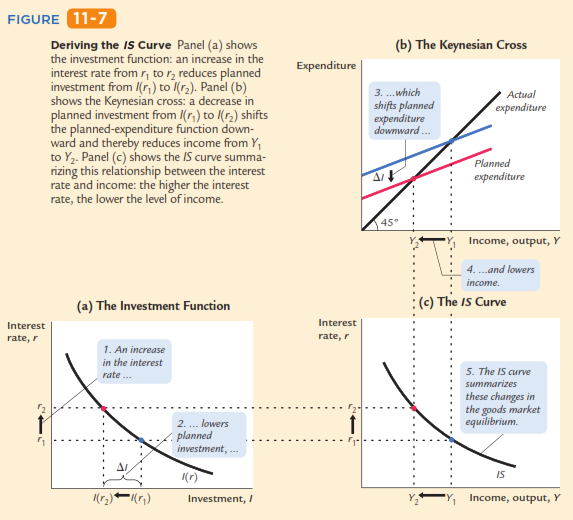 FIGURE 11-7
Deriving the IS Curve Panel (a) shows
the investment function: an increase in the
interest rate from r₁ to r₂ reduces planned
investment from I(r₁) to I(r₂). Panel (b)
shows the Keynesian cross: a decrease in
planned investment from I(r₁) to I(r₂) shifts
the planned-expenditure function down-
ward and thereby reduces income from Y₁
to Y₂. Panel (c) shows the IS curve summa-
rizing this relationship between the interest
rate and income: the higher the interest
rate, the lower the level of income.
(b) The Keynesian Cross
Expenditure
3. ...which
shifts planned
expenditure
downward ...
Actual
expenditure
Planned
expenditure
ΔI
45°
Y₂
Y₁
Income, output, Y
4. ...and lowers
income.
(a) The Investment Function
Interest
rate, r
1. An increase
in the interest
rate ...
2. ... lowers
planned
investment, ...
r₂
r₁
ΔI
I(r)
I(r₂)
I(r₁)
Investment, I
(c) The IS Curve
Interest
rate, r
5. The IS curve
summarizes
these changes in
the goods market
equilibrium.
r₂
r₁
IS
Y₂
Y₁
Income, output, Y